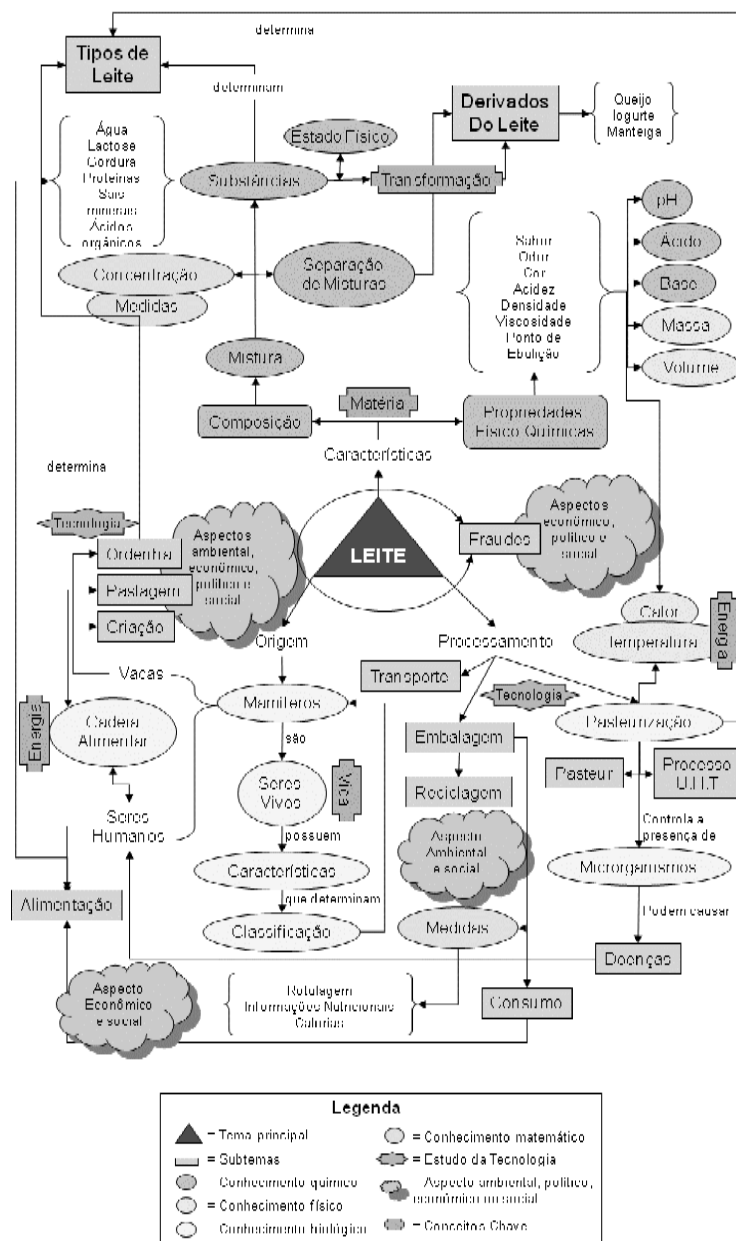 determina
Tipos de
Leite
determinam
Derivados
Do Leite
Queijo
Iogurte
Manteiga
Estado Físico
Água
Lactose
Gordura
Proteínas
Sais
minerais
Ácidos
orgânicos
Substâncias
Transformação
pH
Ácido
Base
Massa
Volume
Sabor
Odor
Cor
Acidez
Densidade
Viscosidade
Ponto de
Ebulição
Concentração
Medidas
Separação
de Misturas
Mistura
Matéria
Composição
Propriedades
Físico Químicas
Características
determina
Tecnologia
Aspectos
ambiental,
econômico,
político e
social
Ordenha
Pastagem
Criação
LEITE
Fraudes
Aspectos
econômico,
político e
social
Calor
Temperatura
Energia
Origem
Processamento
Vacas
Mamíferos
Transporte
Tecnologia
Pasteurização
Energia
Cadeia
Alimentar
são
Embalagem
Pasteur
Processo
U.H.T
Seres
Vivos
Vida
Reciclagem
Seres
Humanos
possuem
Aspecto
Ambiental
e social
Controla a
presença de
Características
Microrganismos
que determinam
Alimentação
Classificação
Medidas
Podem causar
Doenças
Aspecto
Econômico
e social
Rotulagem
Informações Nutricionais
Calorias
Consumo
Legenda
= Tema principal
= Subtemas
Conhecimento químico
= Conhecimento físico
Conhecimento biológico
= Conhecimento matemático
= Estudo da Tecnologia
Aspecto ambiental, político,
econômico ou social
= Conceitos Chave